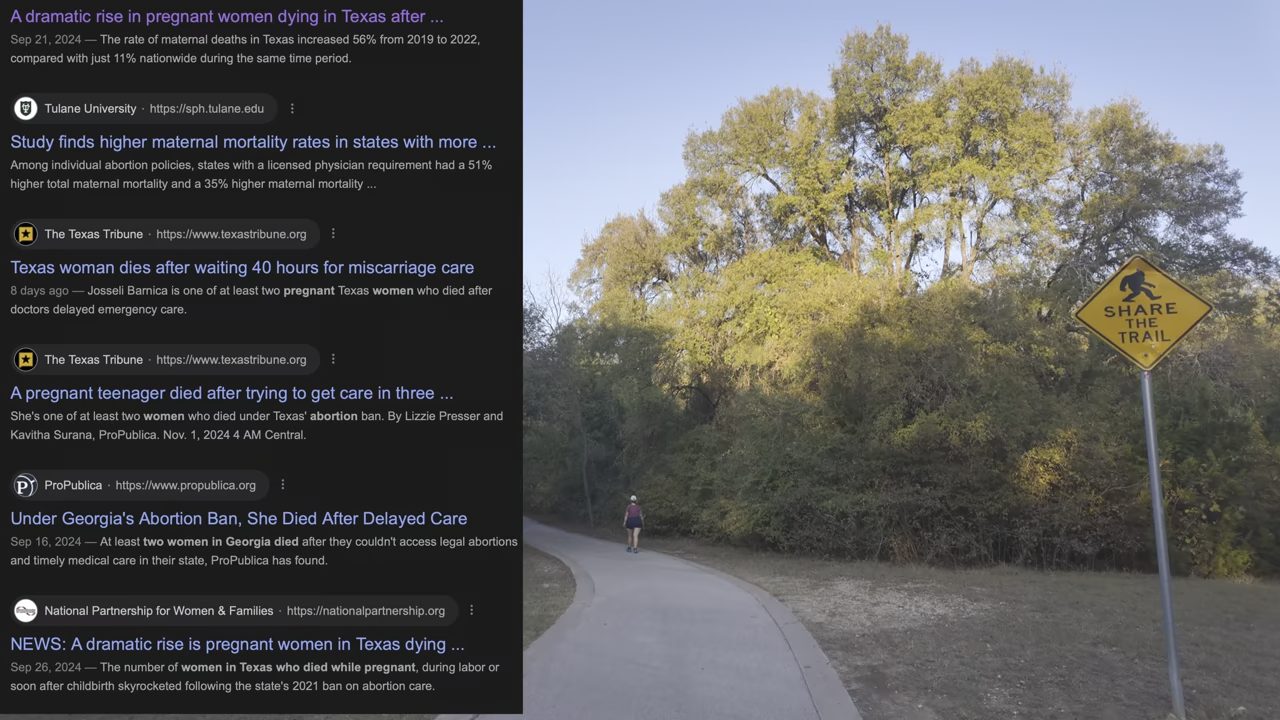 A dramatic rise in pregnant women dying in Texas after ...
Sep 21, 2024 — The rate of maternal deaths in Texas increased 56% from 2019 to 2022,
compared with just 11% nationwide during the same time period.
Tulane University · https://sph.tulane.edu
Study finds higher maternal mortality rates in states with more ...
Among individual abortion policies, states with a licensed physician requirement had a 51%
higher total maternal mortality and a 35% higher maternal mortality ...
The Texas Tribune · https://www.texastribune.org
Texas woman dies after waiting 40 hours for miscarriage care
8 days ago — Josseli Barnica is one of at least two pregnant Texas women who died after
doctors delayed emergency care.
The Texas Tribune · https://www.texastribune.org
A pregnant teenager died after trying to get care in three ...
She's one of at least two women who died under Texas' abortion ban. By Lizzie Presser and
Kavitha Surana, ProPublica. Nov. 1, 2024 4 AM Central.
P
ProPublica · https://www.propublica.org
Under Georgia's Abortion Ban, She Died After Delayed Care
Sep 16, 2024 — At least two women in Georgia died after they couldn't access legal abortions
and timely medical care in their state, ProPublica has found.
National Partnership for Women & Families · https://nationalpartnership.org
NEWS: A dramatic rise is pregnant women in Texas dying ...
Sep 26, 2024 — The number of women in Texas who died while pregnant, during labor or
soon after childbirth skyrocketed following the state's 2021 ban on abortion care.
SHARE
THE
TRAIL